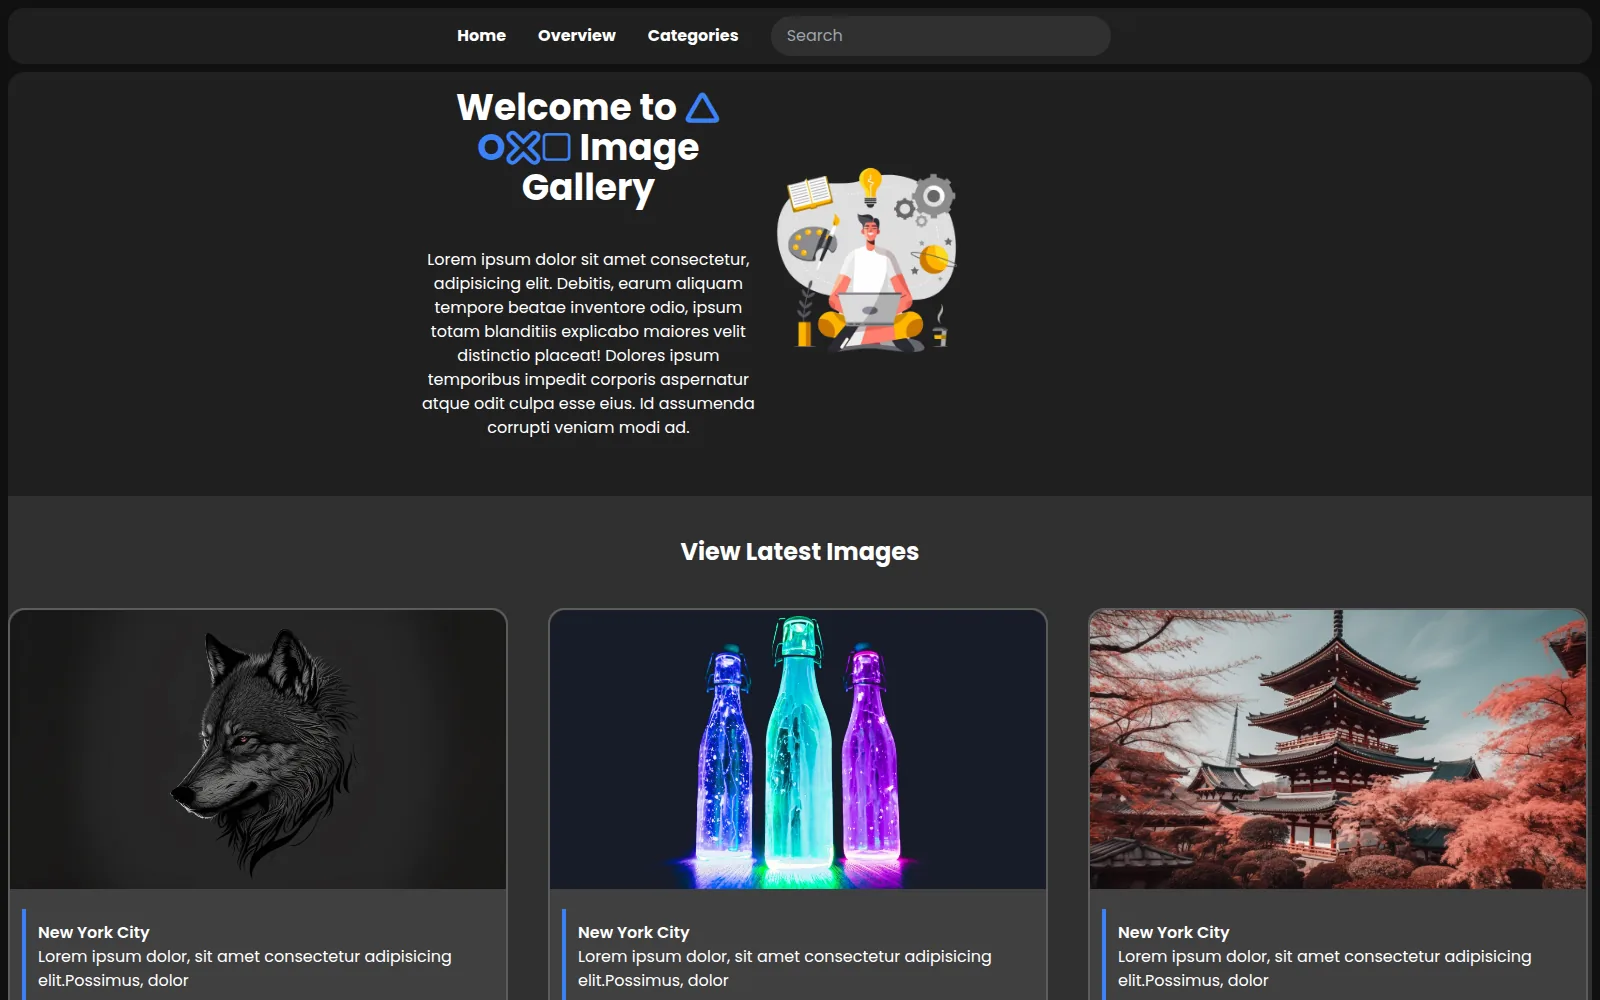 Home Overview Categories Search
Welcome to △
O✕□ Image
Gallery
Lorem ipsum dolor sit amet consectetur,
adipisicing elit. Debitis, earum aliquam
tempore beatae inventore odio, ipsum
totam blanditiis explicabo maiores velit
distinctio placeat! Dolores ipsum
temporibus impedit corporis aspernatur
atque odit culpa esse eius. Id assumenda
corrupti veniam modi ad.
View Latest Images
New York City
Lorem ipsum dolor, sit amet consectetur adipisicing
elit.Possimus, dolor
New York City
Lorem ipsum dolor, sit amet consectetur adipisicing
elit.Possimus, dolor
New York City
Lorem ipsum dolor, sit amet consectetur adipisicing
elit.Possimus, dolor